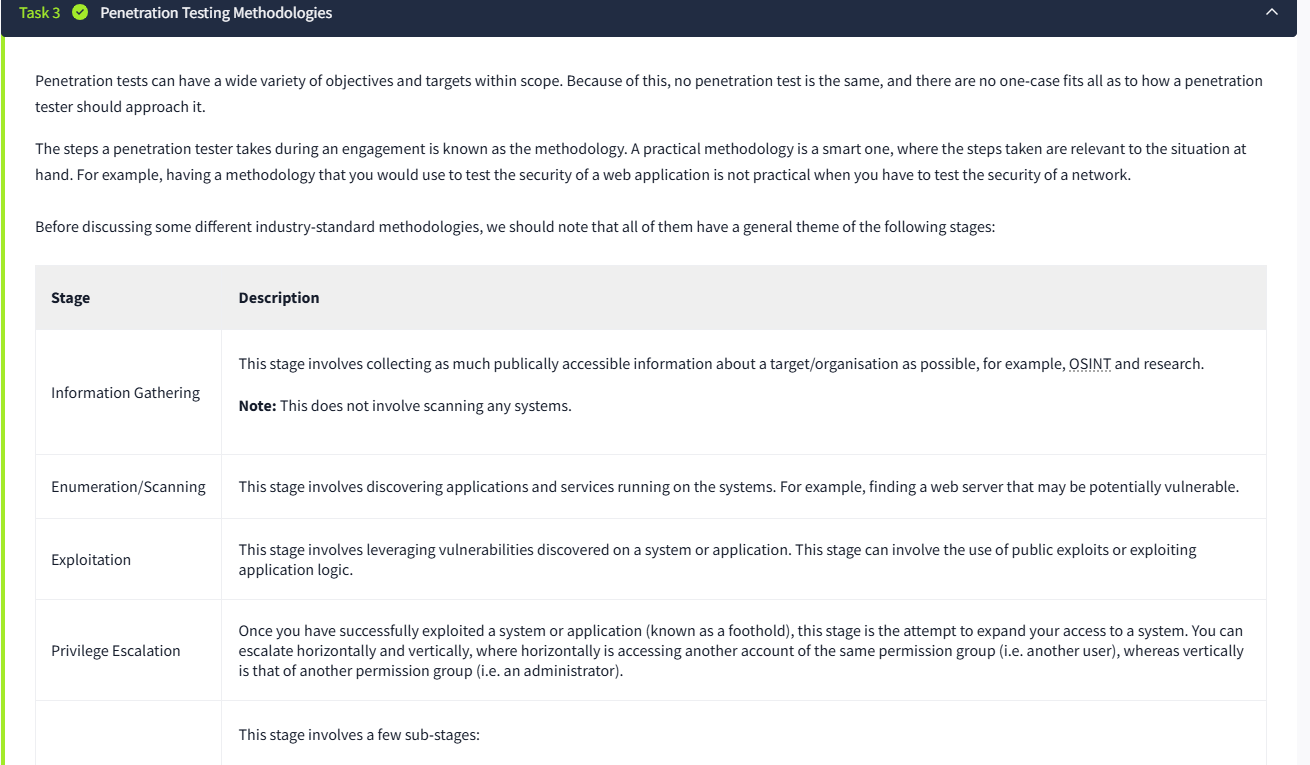 Task 3 Penetration Testing Methodologies
Penetration tests can have a wide variety of objectives and targets within scope. Because of this, no penetration test is the same, and there are no one-case fits all as to how a penetration
tester should approach it.
The steps a penetration tester takes during an engagement is known as the methodology. A practical methodology is a smart one, where the steps taken are relevant to the situation at
hand. For example, having a methodology that you would use to test the security of a web application is not practical when you have to test the security of a network.
Before discussing some different industry-standard methodologies, we should note that all of them have a general theme of the following stages:
Stage Description
Information Gathering
This stage involves collecting as much publically accessible information about a target/organisation as possible, for example, OSINT and research.
Note: This does not involve scanning any systems.
Enumeration/Scanning
This stage involves discovering applications and services running on the systems. For example, finding a web server that may be potentially vulnerable.
Exploitation
This stage involves leveraging vulnerabilities discovered on a system or application. This stage can involve the use of public exploits or exploiting
application logic.
Privilege Escalation
Once you have successfully exploited a system or application (known as a foothold), this stage is the attempt to expand your access to a system. You can
escalate horizontally and vertically, where horizontally is accessing another account of the same permission group (i.e. another user), whereas vertically
is that of another permission group (i.e. an administrator).
This stage involves a few sub-stages: